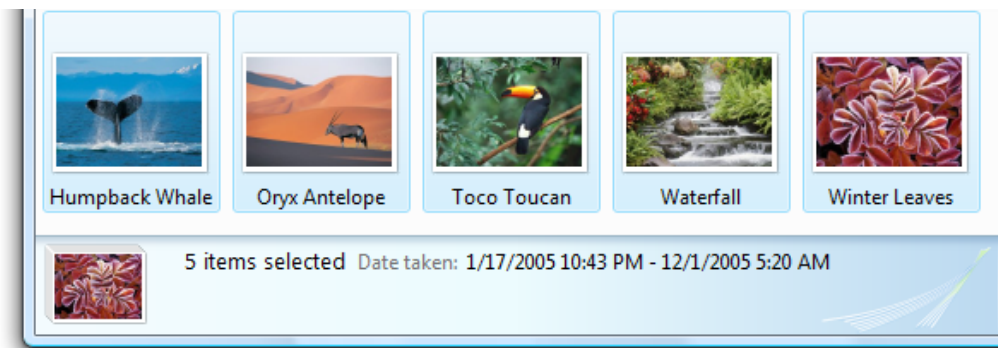 Humpback Whale
Oryx Antelope
Toco Toucan
Waterfall
Winter Leaves
5 items selected Date taken: 1/17/2005 10:43 PM - 12/1/2005 5:20 AM